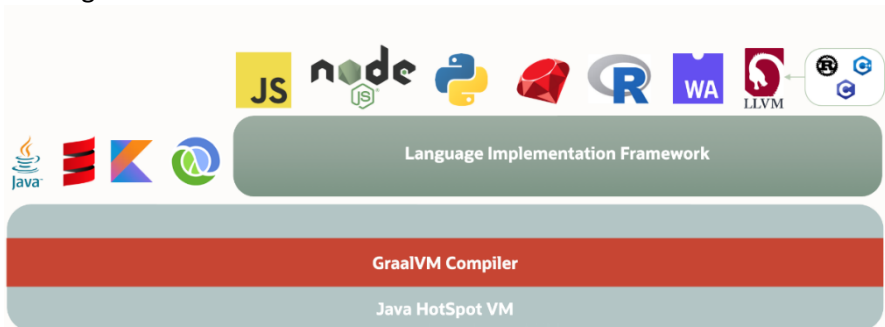 JS
node
JS
R
WA
LLVM
Java
Language Implementation Framework
GraalVM Compiler
Java HotSpot VM